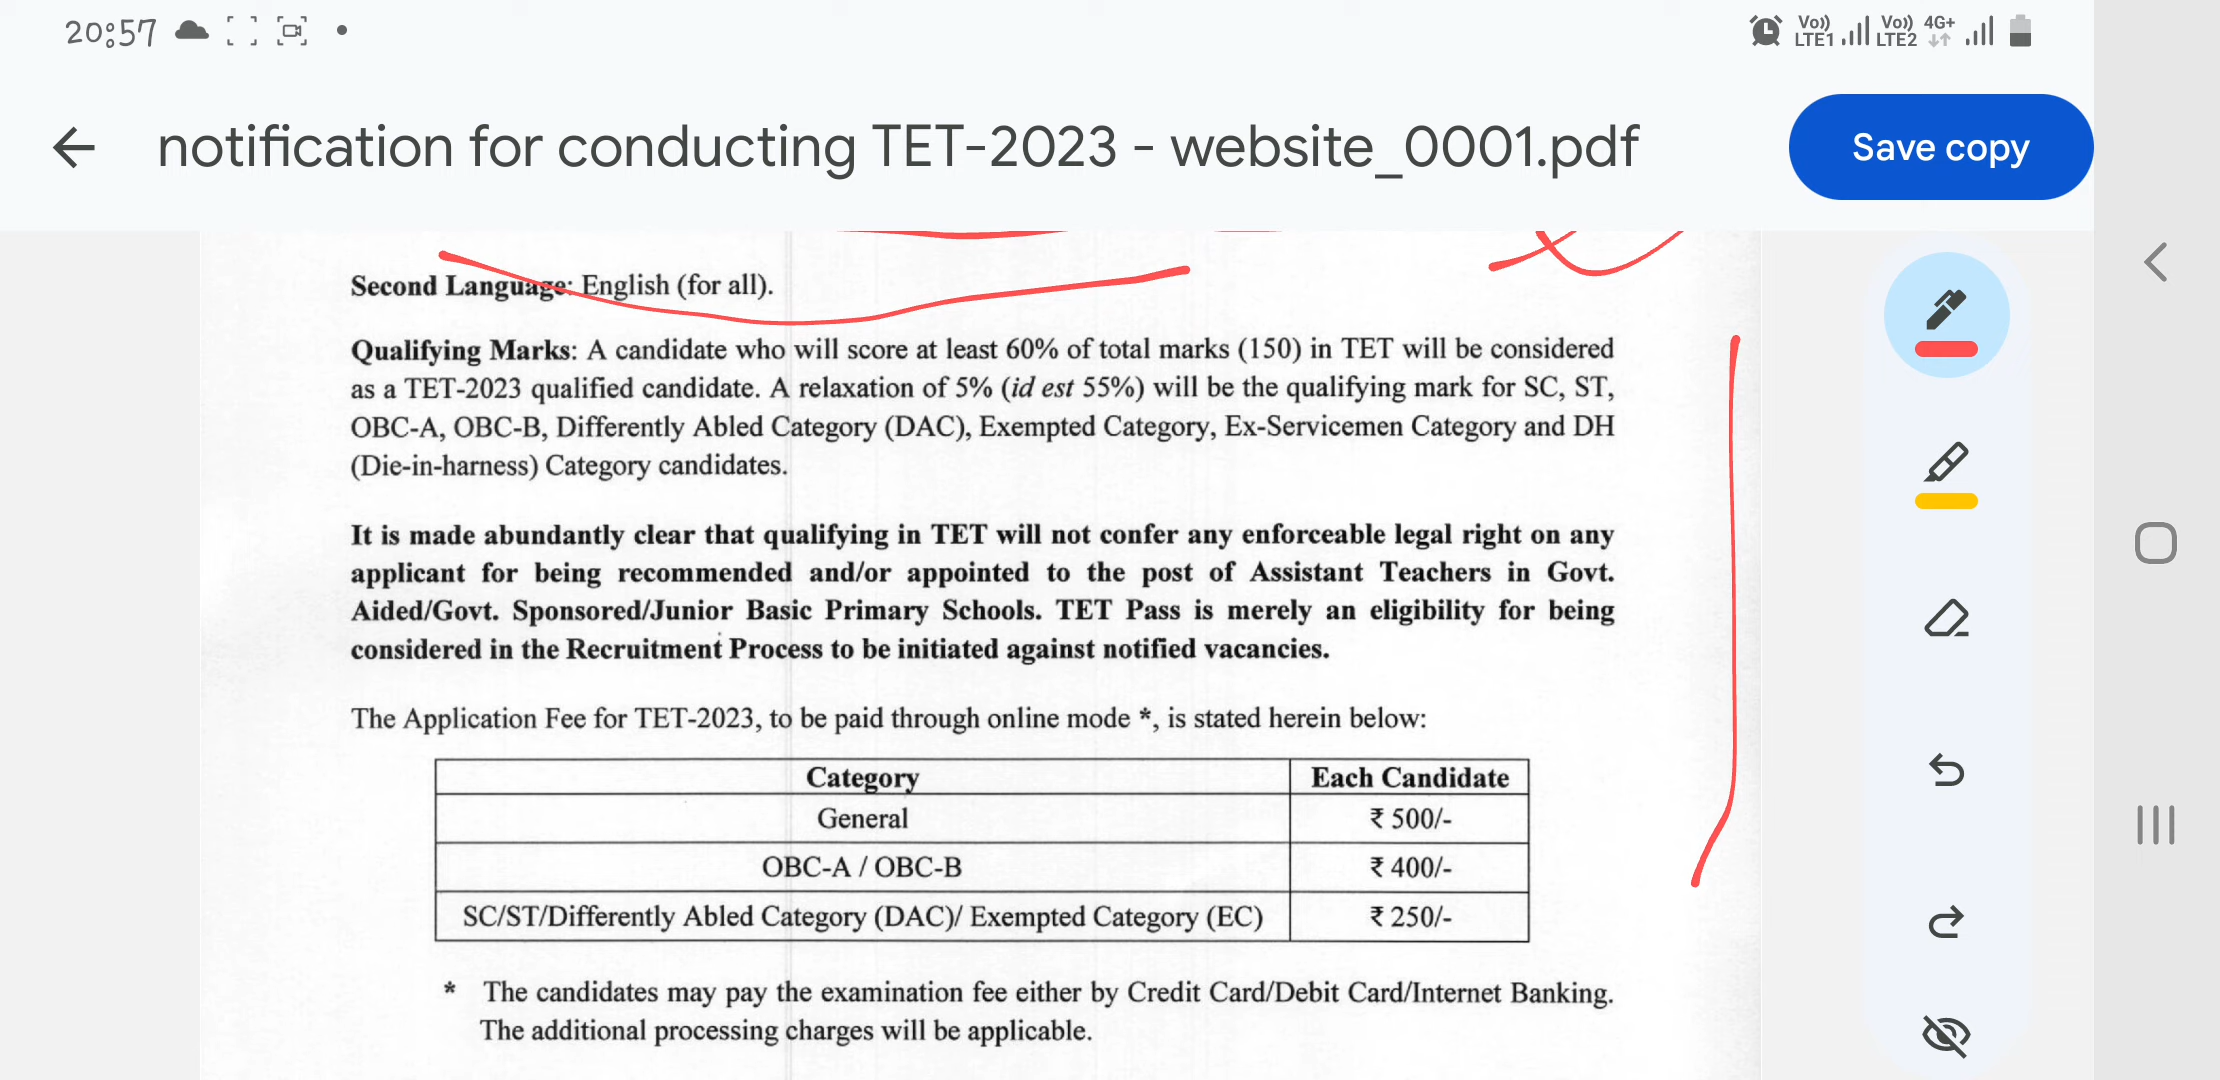 20:57
Vo)) LTE1 Vo)) LTE2 4G+
notification for conducting TET-2023 - website_0001.pdf
Save copy
Second Language: English (for all).
Qualifying Marks: A candidate who will score at least 60% of total marks (150) in TET will be considered
as a TET-2023 qualified candidate. A relaxation of 5% (id est 55%) will be the qualifying mark for SC, ST,
OBC-A, OBC-B, Differently Abled Category (DAC), Exempted Category, Ex-Servicemen Category and DH
(Die-in-harness) Category candidates.
It is made abundantly clear that qualifying in TET will not confer any enforceable legal right on any
applicant for being recommended and/or appointed to the post of Assistant Teachers in Govt.
Aided/Govt. Sponsored/Junior Basic Primary Schools. TET Pass is merely an eligibility for being
considered in the Recruitment Process to be initiated against notified vacancies.
The Application Fee for TET-2023, to be paid through online mode *, is stated herein below:
Category Each Candidate
General ₹ 500/-
OBC-A / OBC-B ₹ 400/-
SC/ST/Differently Abled Category (DAC)/ Exempted Category (EC) ₹ 250/-
* The candidates may pay the examination fee either by Credit Card/Debit Card/Internet Banking.
The additional processing charges will be applicable.